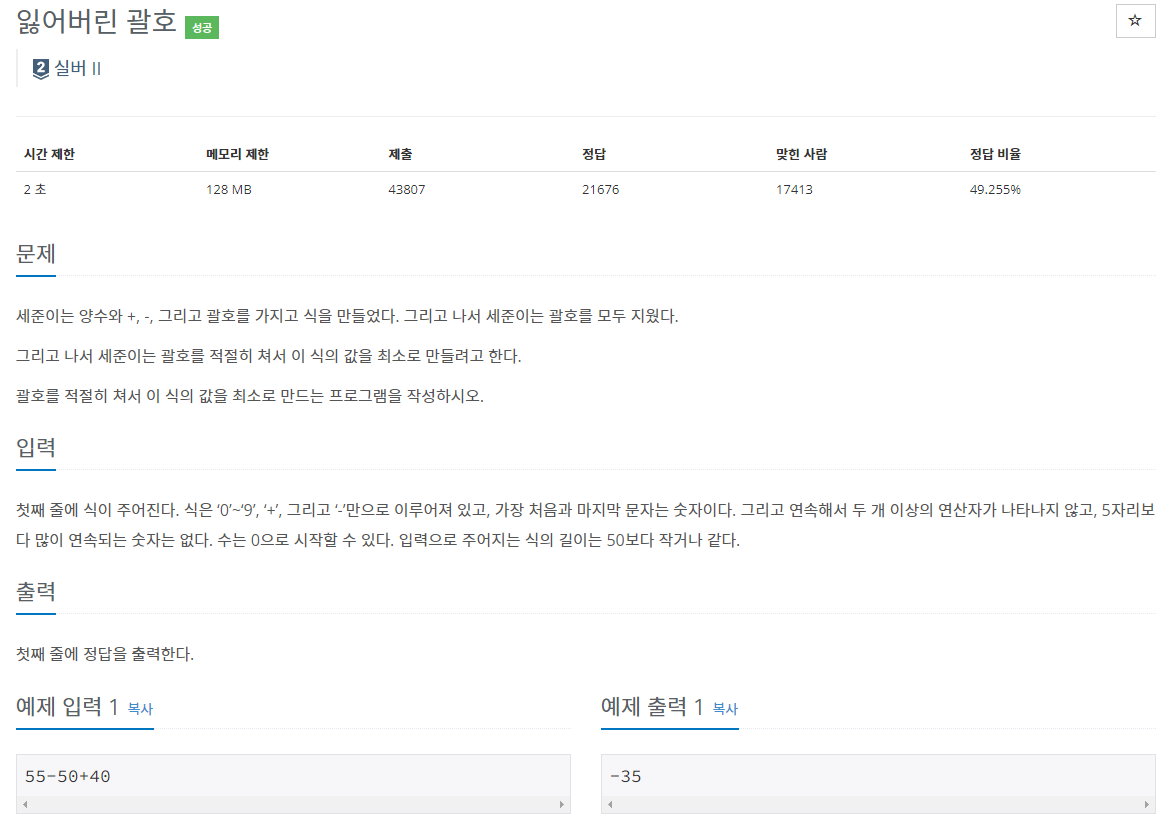 잃어버린 괄호 성공
☆
2 실버 II
시간 제한 메모리 제한 제출 정답 맞힌 사람 정답 비율
2 초 128 MB 43807 21676 17413 49.255%
문제
세준이는 양수와 +, -, 그리고 괄호를 가지고 식을 만들었다. 그리고 나서 세준이는 괄호를 모두 지웠다.
그리고 나서 세준이는 괄호를 적절히 쳐서 이 식의 값을 최소로 만들려고 한다.
괄호를 적절히 쳐서 이 식의 값을 최소로 만드는 프로그램을 작성하시오.
입력
첫째 줄에 식이 주어진다. 식은 ‘0’~‘9’, ‘+’, 그리고 ‘-’만으로 이루어져 있고, 가장 처음과 마지막 문자는 숫자이다. 그리고 연속해서 두 개 이상의 연산자가 나타나지 않고, 5자리보
다 많이 연속되는 숫자는 없다. 수는 0으로 시작할 수 있다. 입력으로 주어지는 식의 길이는 50보다 작거나 같다.
출력
첫째 줄에 정답을 출력한다.
예제 입력 1 복사
55-50+40
예제 출력 1 복사
-35